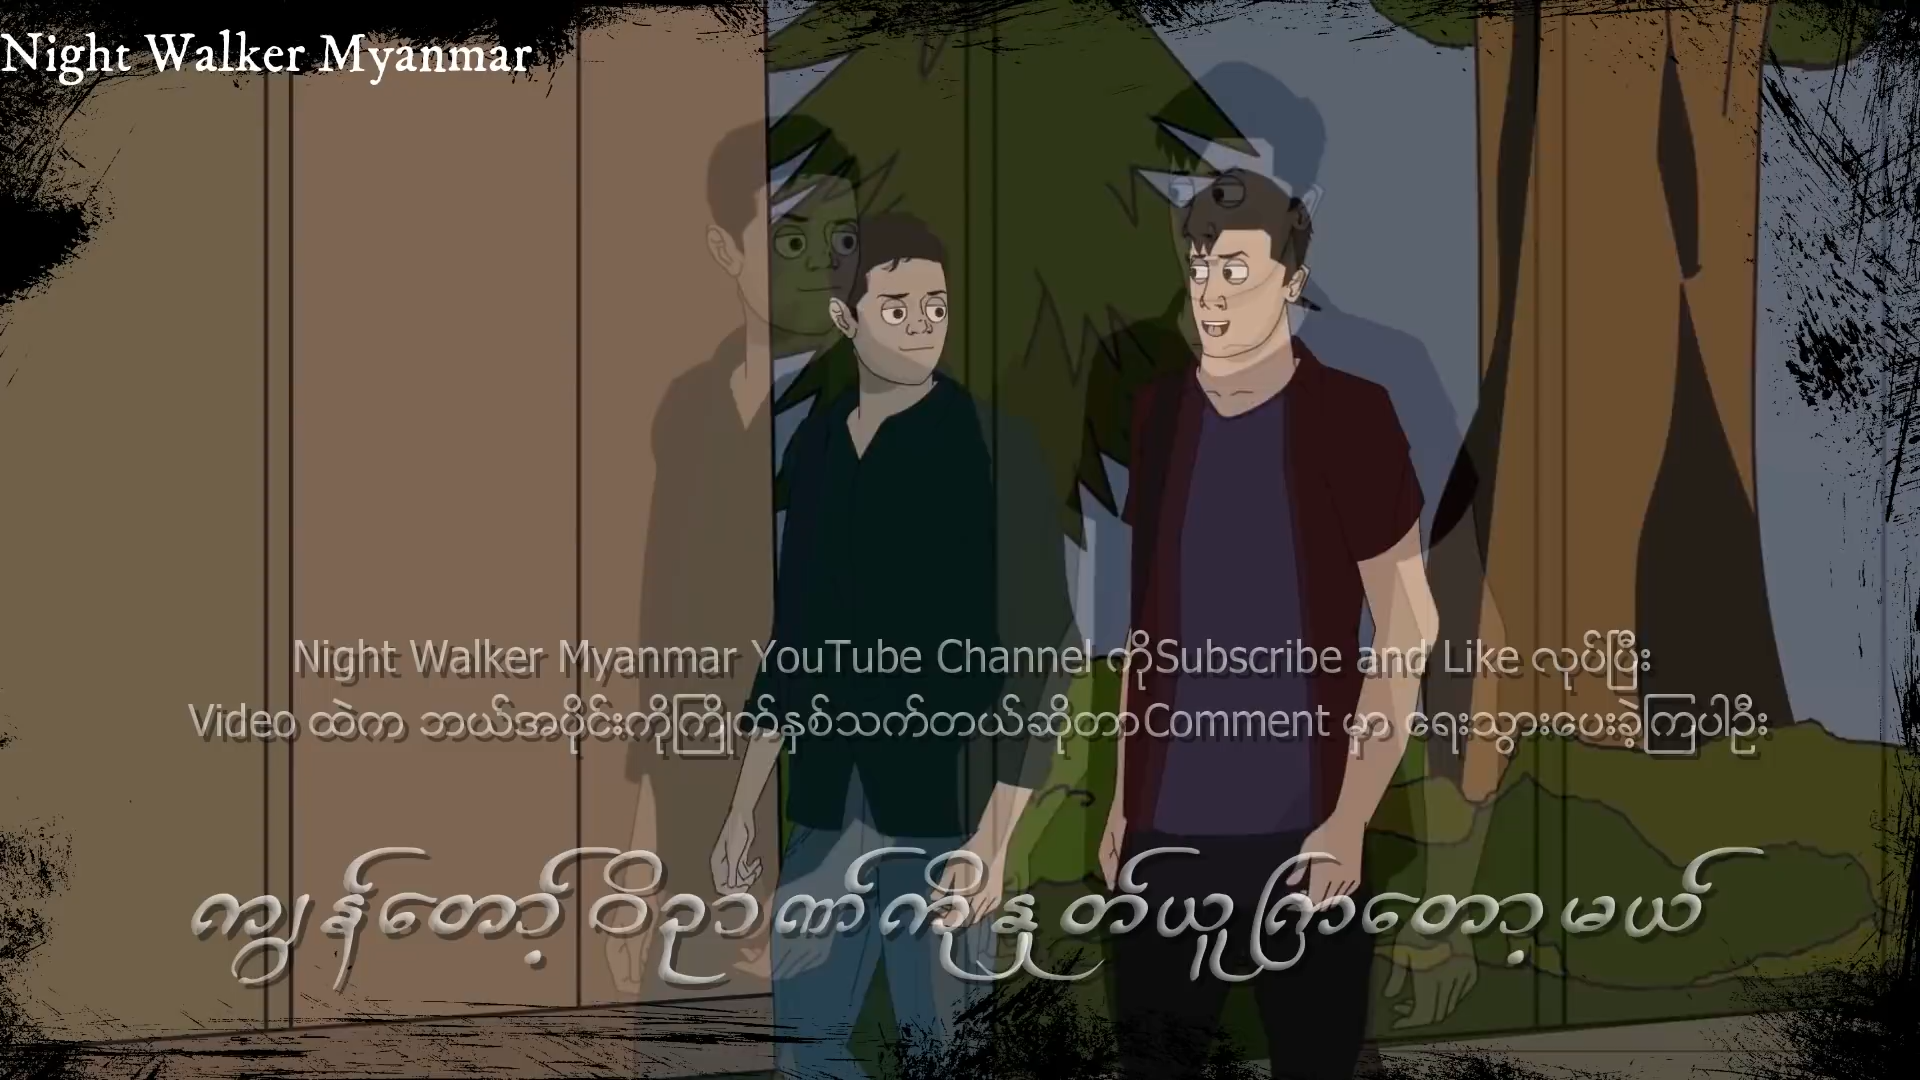 Night Walker Myanmar
Night Walker Myanmar YouTube Channel ကိုSubscribe and Like လုပ်ပြီး
Video ထဲက ဘယ်အပိုင်းကိုကြိုက်နှစ်သက်တယ်ဆိုတာComment မှာ ရေးသွားပေးခဲ့ကြပါဦး
ကျွန်တော့်ဝိညာဏ်ကိုနှုတ်ယူကြတော့မယ်